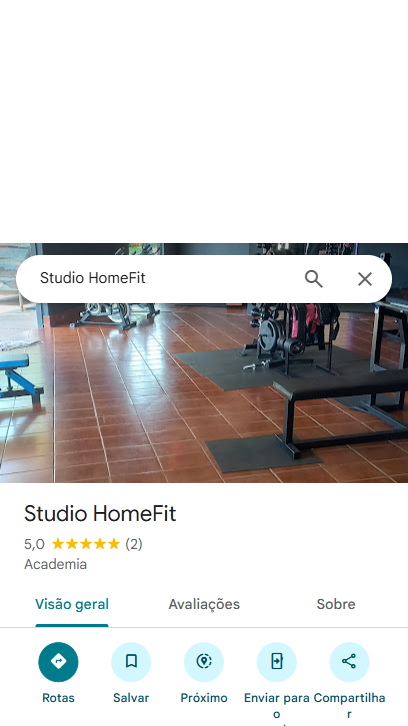 Studio HomeFit
Studio HomeFit
5,0 (2)
Academia
Visão geral Avaliações Sobre
Rotas Salvar Próximo Enviar para o Compartilhar